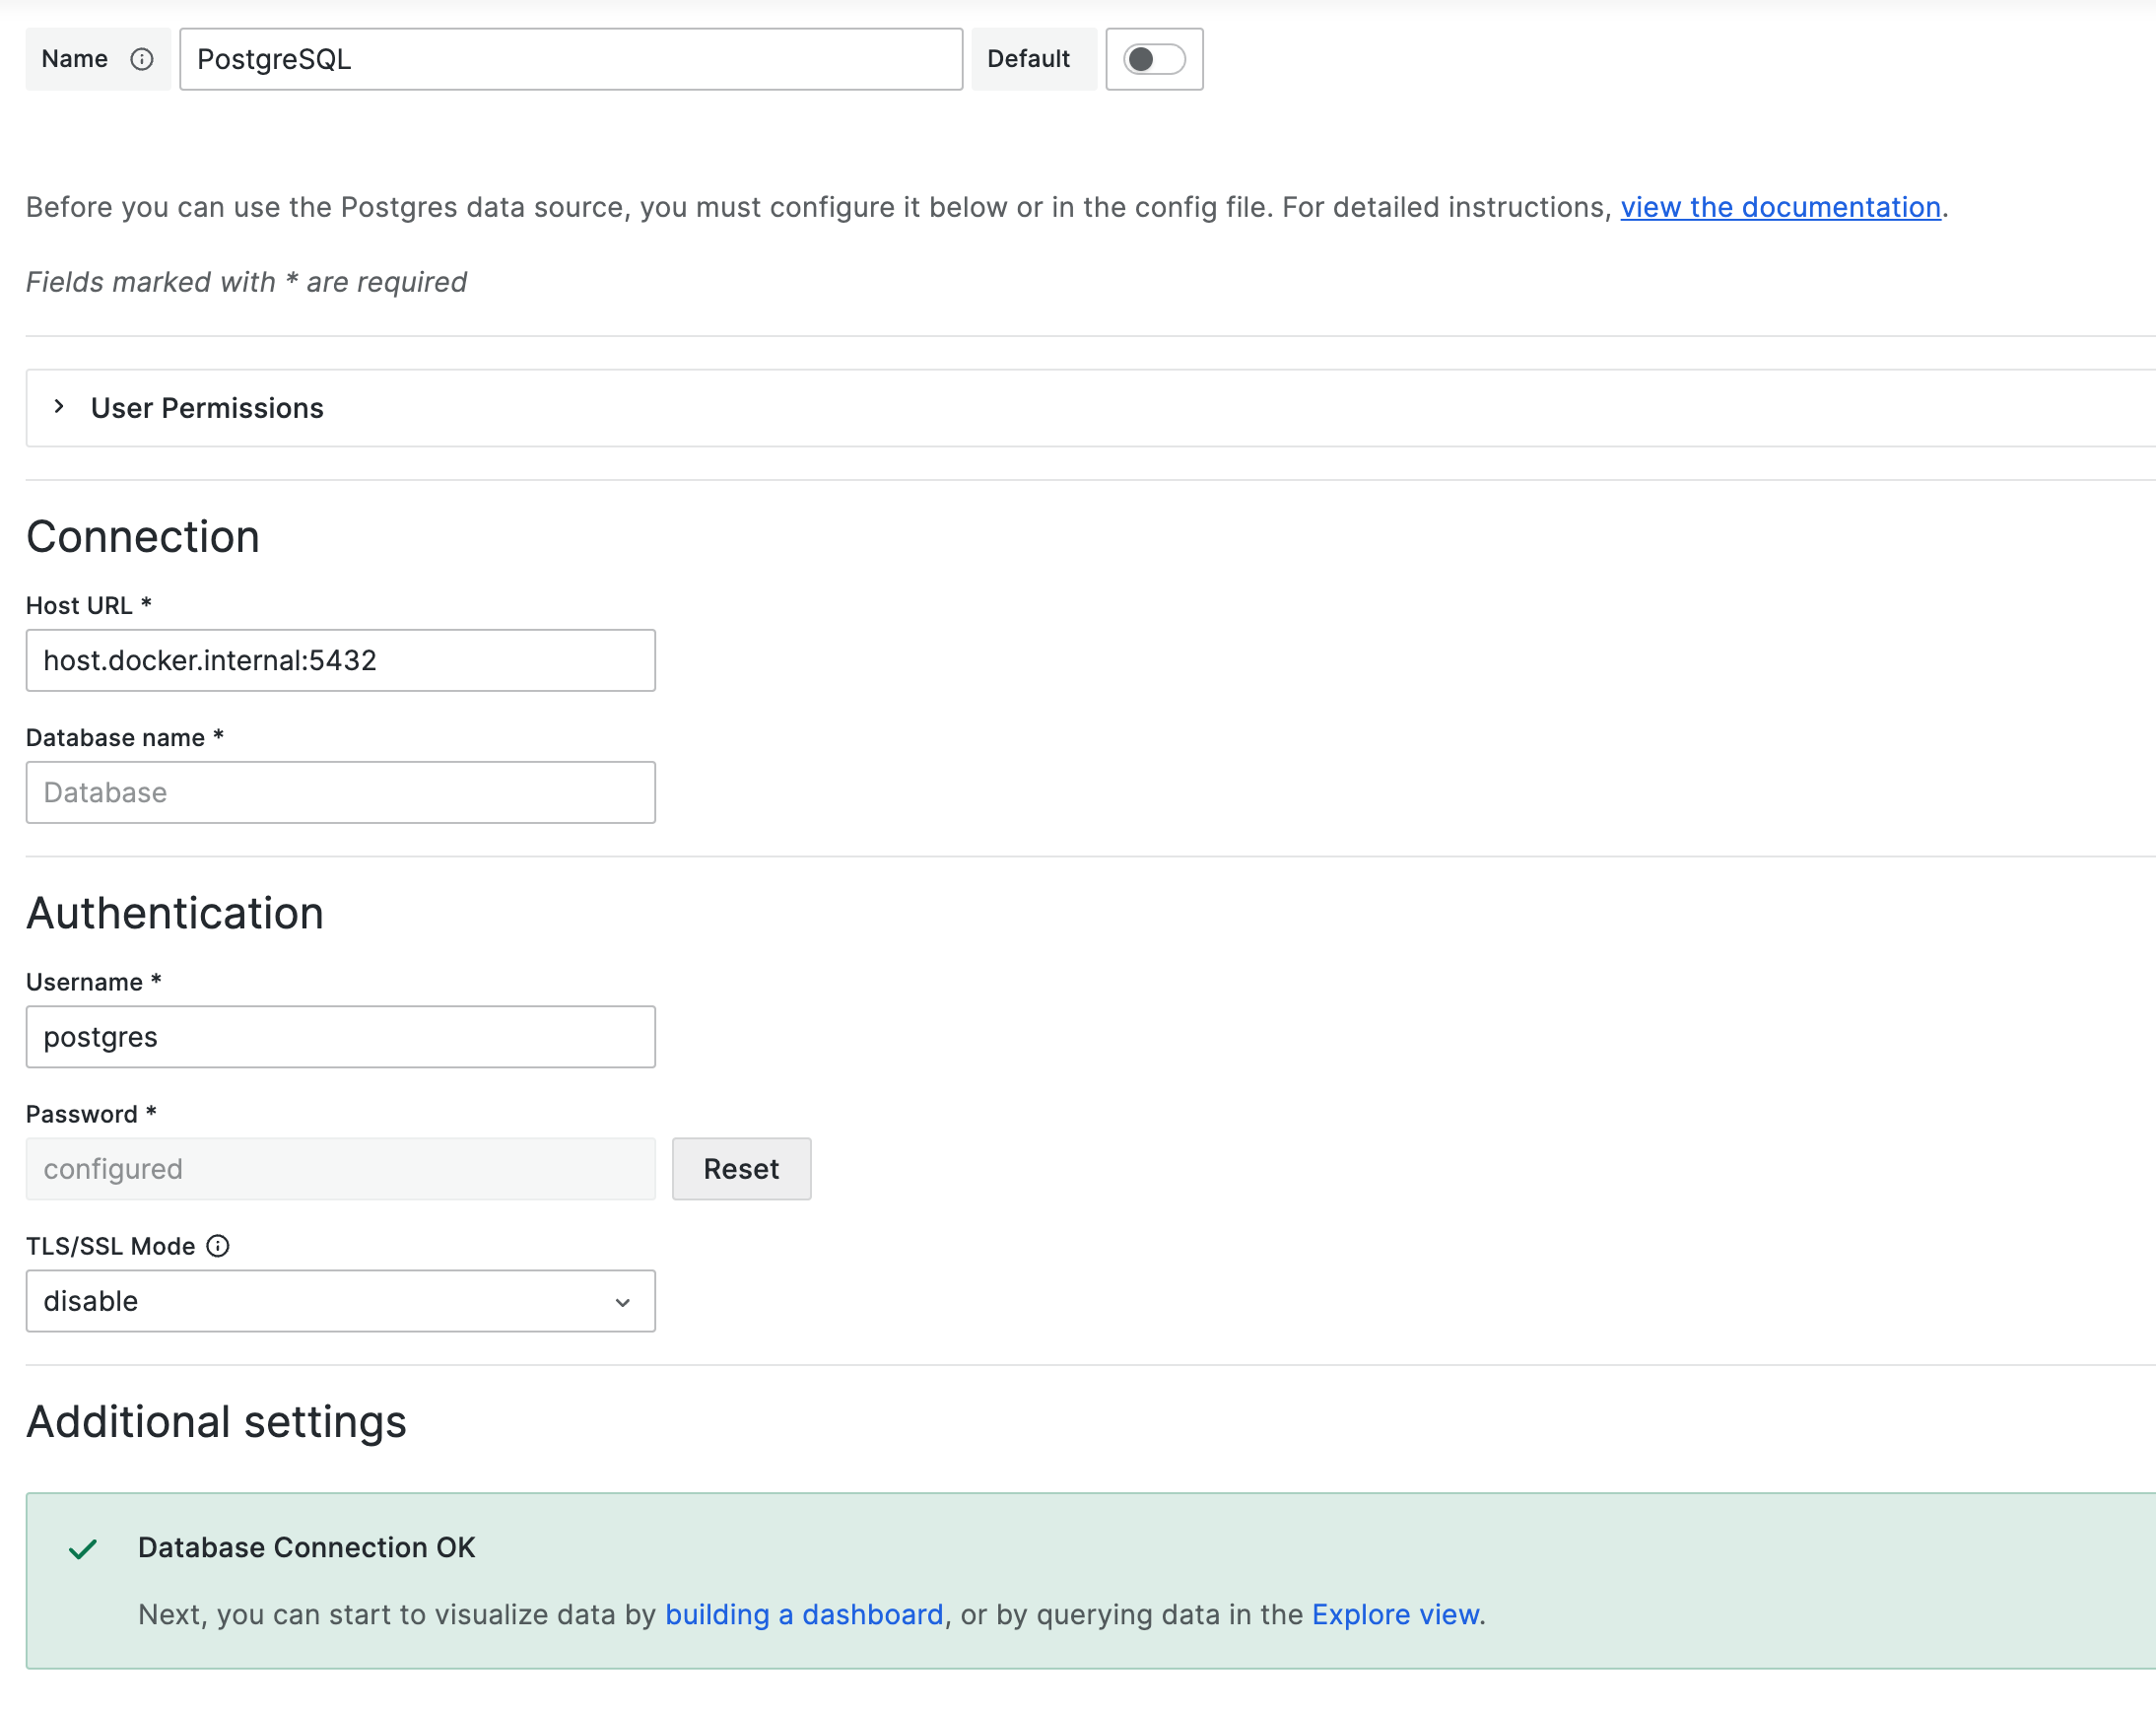 Name PostgreSQL Default
Before you can use the Postgres data source, you must configure it below or in the config file. For detailed instructions, view the documentation.
Fields marked with * are required
User Permissions
Connection
Host URL *
host.docker.internal:5432
Database name *
Database
Authentication
Username *
postgres
Password *
configured Reset
TLS/SSL Mode
disable
Additional settings
Database Connection OK
Next, you can start to visualize data by building a dashboard, or by querying data in the Explore view.